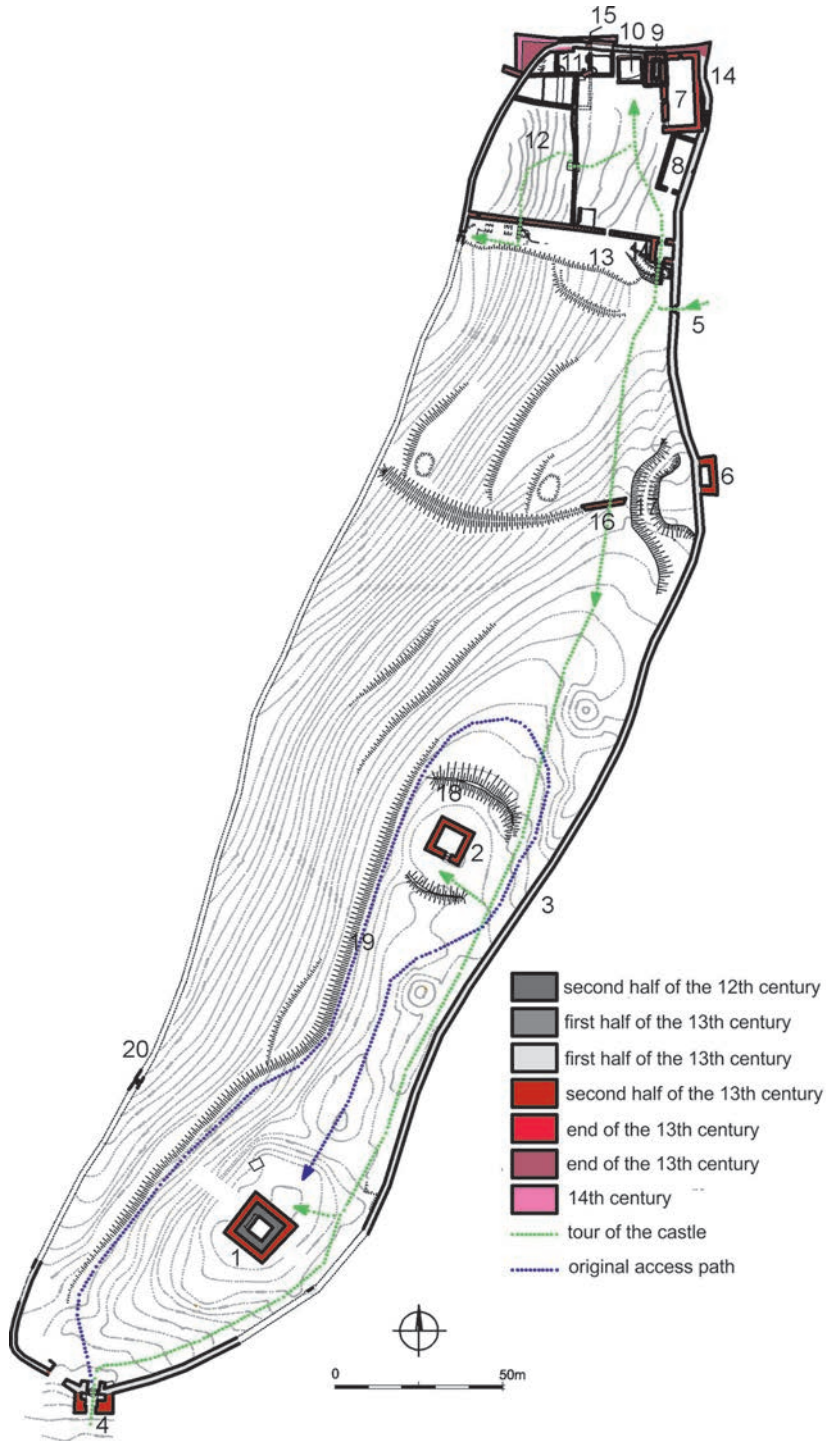 15
10 9
11
14
7
12
8
13
5
6
16
18
2
3
19
second half of the 12th century
first half of the 13th century
first half of the 13th century
20
second half of the 13th century
end of the 13th century
end of the 13th century
14th century
tour of the castle
1
original access path
0 50m
4